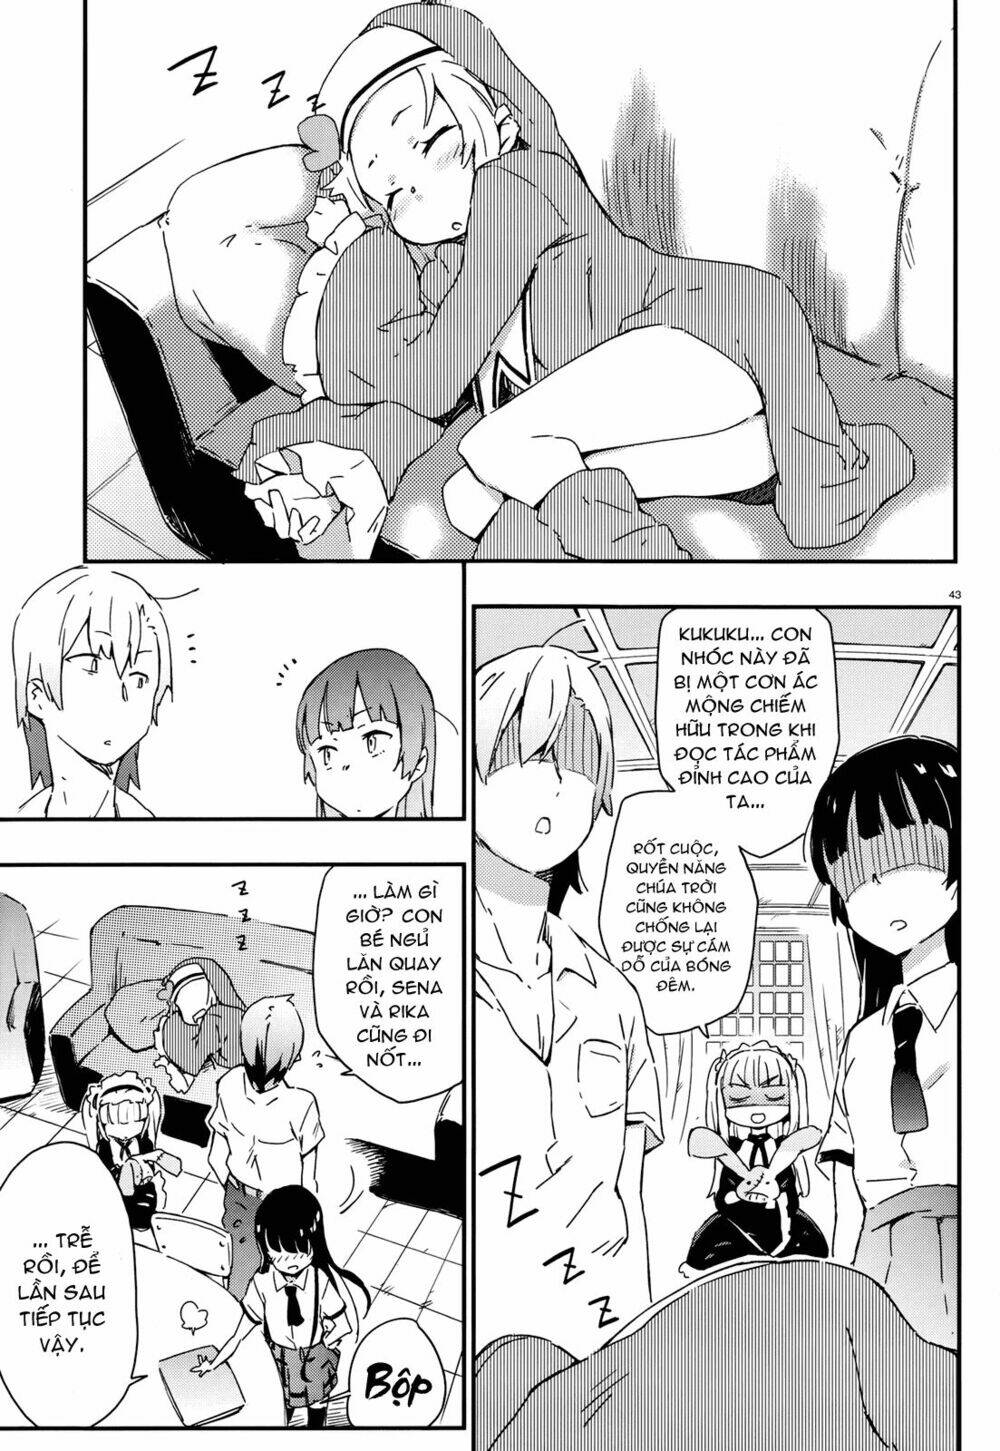 Z
Z
Z
43
KUKUKU... CON
NHÓC NÀY ĐÃ
BỊ MỘT CƠN ÁC
MỘNG CHIẾM
HỮU TRONG KHI
ĐỌC TÁC PHẨM
ĐỈNH CAO CỦA
TA...
RỐT CUỘC,
QUYỀN NĂNG
CHÚA TRỜI
CŨNG KHÔNG
CHỐNG LẠI
ĐƯỢC SỰ CÁM
DỖ CỦA BÓNG
ĐÊM.
Z
Z
Z
Z
Z
Z
... LÀM GÌ
GIỜ? CON
BÉ NGỦ
LĂN QUAY
RỒI, SENA
VÀ RIKA
CŨNG ĐI
NỐT...
... TRỄ
RỒI, ĐỂ
LẦN SAU
TIẾP TỤC
VẬY.
BỘP